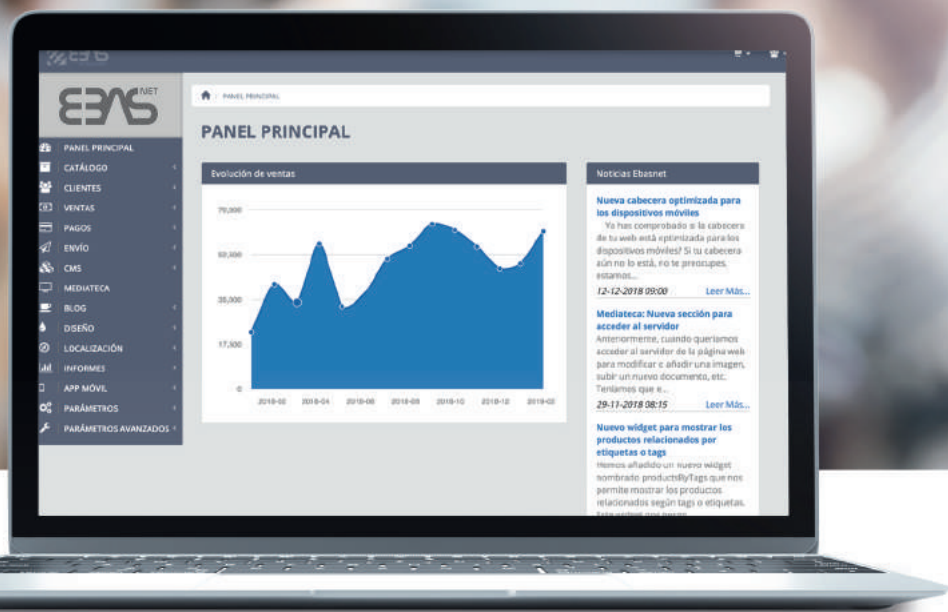 EBAS
NET
PANEL PRINCIPAL
CATÁLOGO
CLIENTES
VENTAS
PAGOS
ENVÍO
CMS
MEDIATECA
BLOG
DISEÑO
LOCALIZACIÓN
INFORMES
APP MÓVIL
PARÁMETROS
PARÁMETROS AVANZADOS
PANEL PRINCIPAL
PANEL PRINCIPAL
Evolución de ventas
70,000
35,000
17,500
0
2018-02 2018-04 2018-06 2018-08 2018-10 2018-12 2019-02
Noticias Ebasnet
Nueva cabecera optimizada para
los dispositivos móviles
Ya has comprobado si la cabecera
de tu web está optimizada para los
dispositivos móviles? Si tu cabecera
aún no lo está, no te preocupes,
estamos...
12-12-2018 09:00 Leer Más...
Mediateca: Nueva sección para
acceder al servidor
Anteriormente, cuando queríamos
acceder al servidor de la página web
para modificar o añadir una imagen,
subir un nuevo documento, etc.
Teníamos que e...
29-11-2018 08:15 Leer Más...
Nuevo widget para mostrar los
productos relacionados por
etiquetas o tags
Hemos añadido un nuevo widget
nombrado productsByTags que nos
permite mostrar los productos
relacionados según tags o etiquetas.
Este widget nos